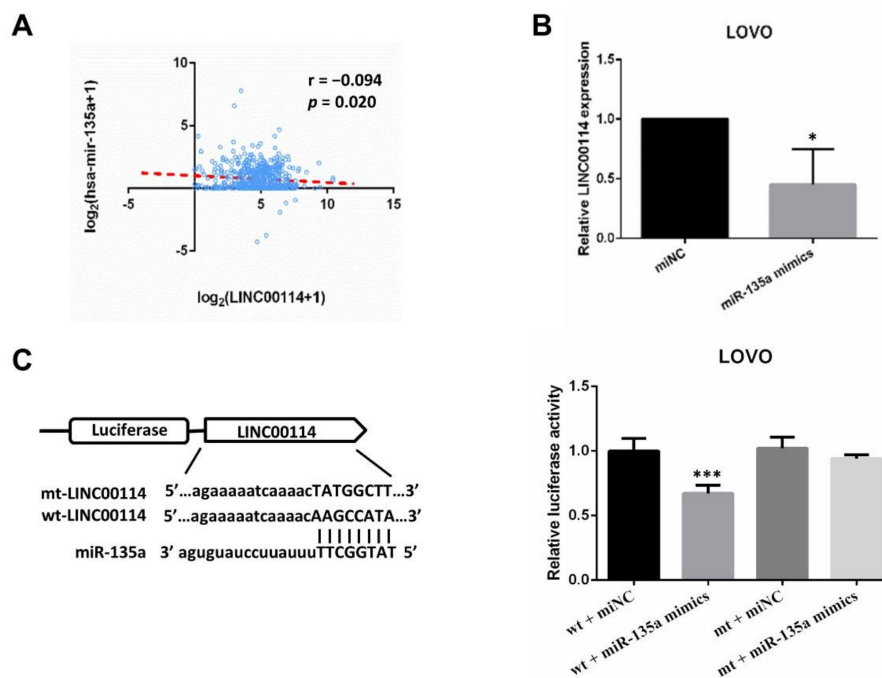 A
10
5
-5
-5
0
5
10
15
r = −0.094
p = 0.020
log2(hsa-mir-135a+1)
log2(LINC00114+1)
B
LOVO
Relative LINC00114 expression
1.5
1.0
0.5
0.0
*
miNC
miR-135a mimics
C
Luciferase
LINC00114
mt-LINC00114 5’...agaaaaatcaaaacTATGGCTT...3’
wt-LINC00114 5’...agaaaaatcaaaacAAGCCATA...3’
miR-135a 3’ aguguauccuuauuuTTCGGTAT 5’
LOVO
Relative luciferase activity
1.5
1.0
0.5
0.0
***
wt + miNC
wt + miR-135a mimics
mt + miNC
mt + miR-135a mimics